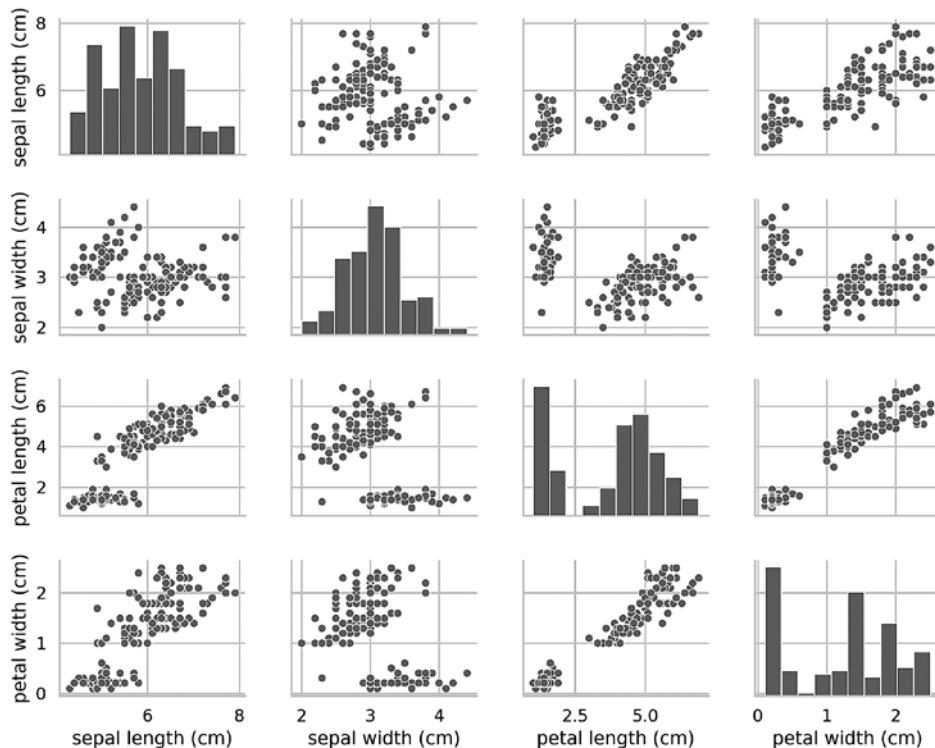 sepal length (cm)
8
6
sepal width (cm)
4
3
2
petal length (cm)
6
4
2
petal width (cm)
2
1
0
6 8
2 3 4
2.5 5.0
0 1 2
sepal length (cm) sepal width (cm) petal length (cm) petal width (cm)